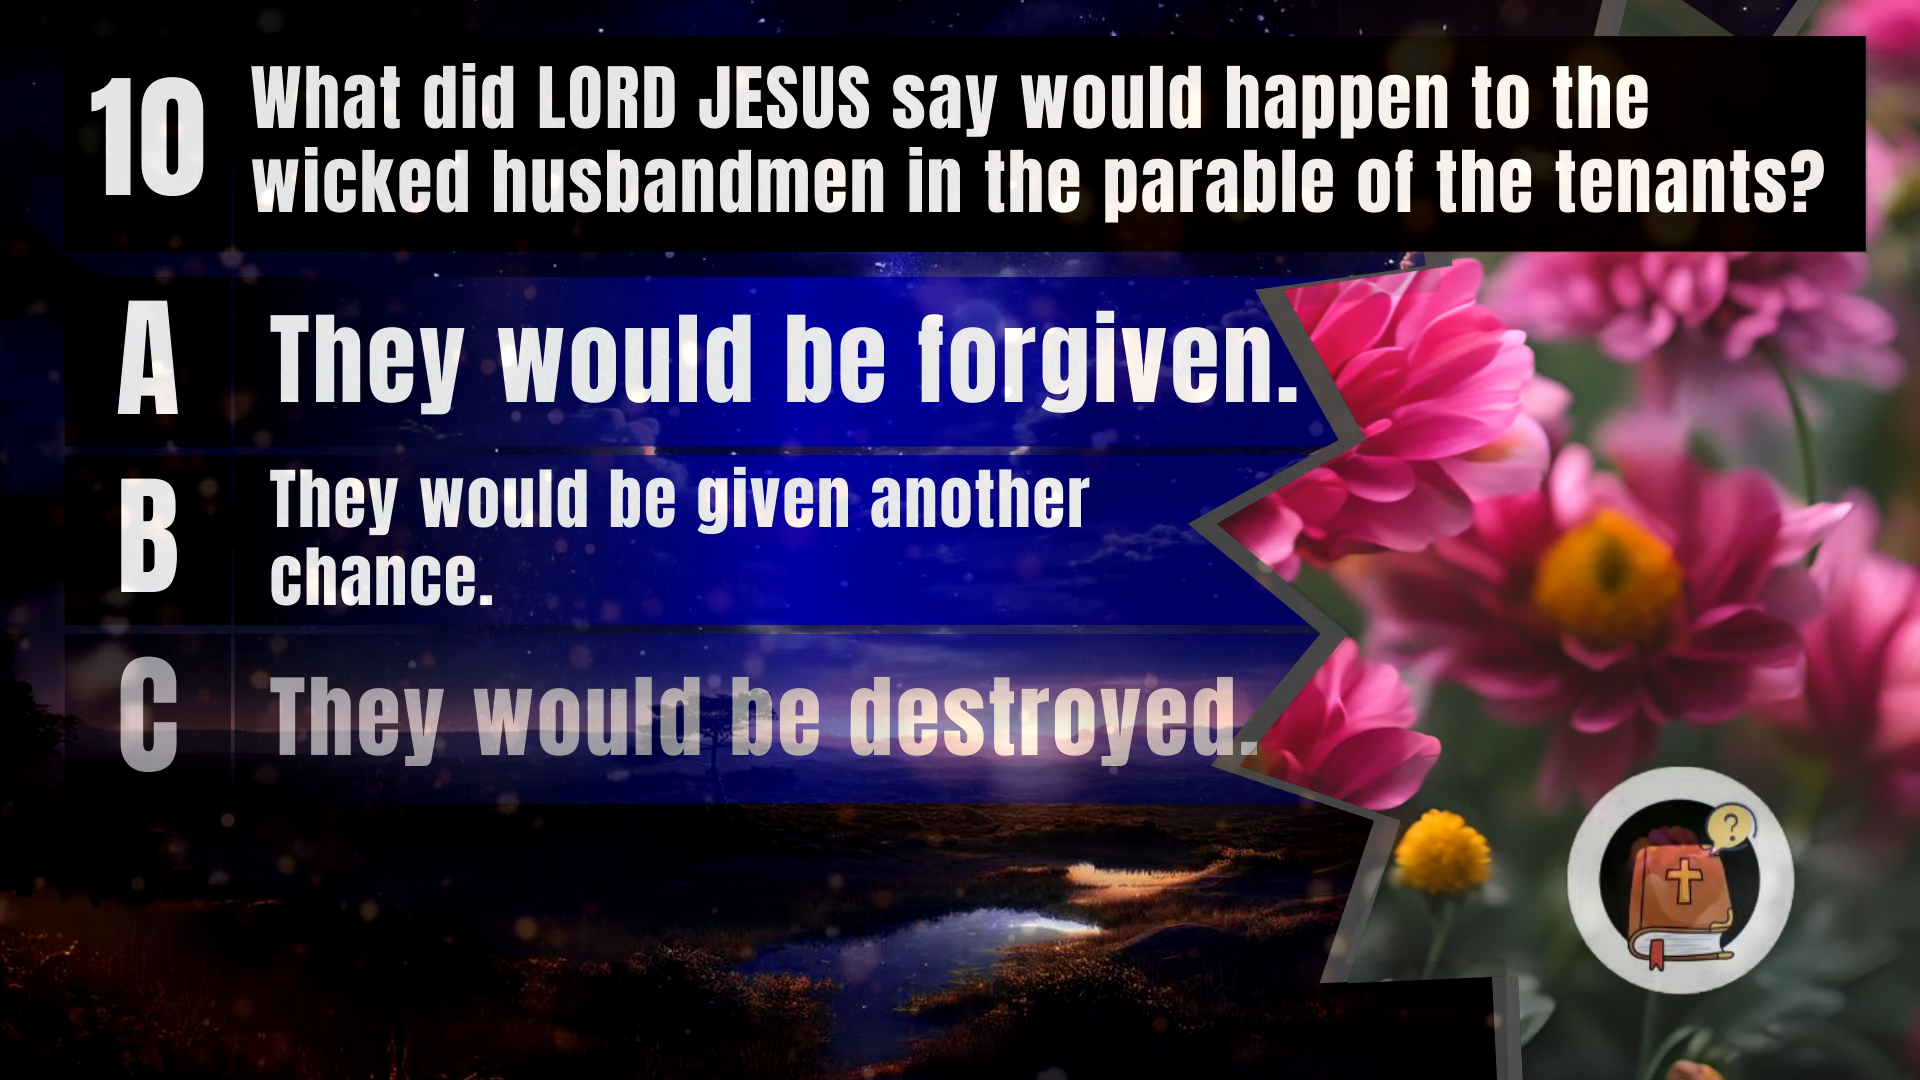 10
What did LORD JESUS say would happen to the
wicked husbandmen in the parable of the tenants?
A
They would be forgiven.
B
They would be given another
chance.
C
They would be destroyed.
?